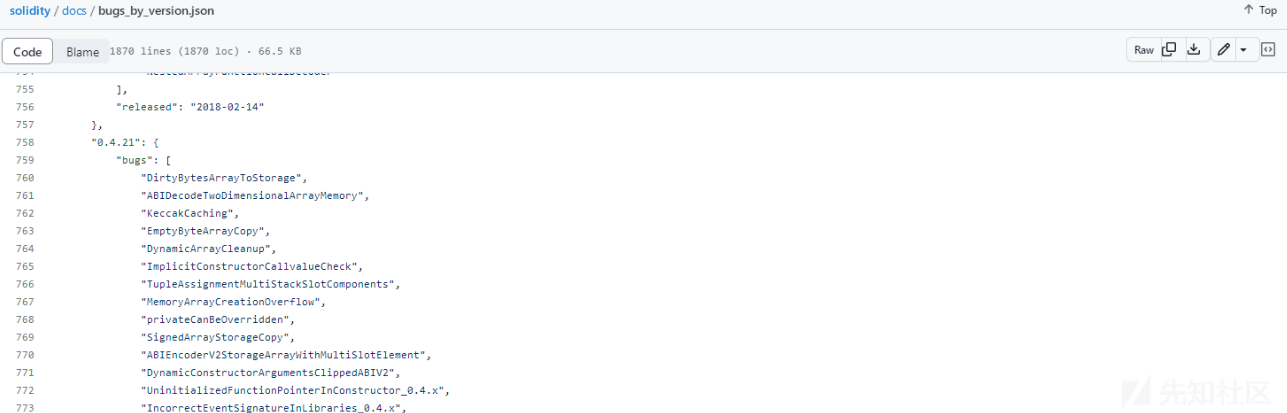 solidity / docs / bugs_by_version.json
Top
Code Blame 1870 lines (1870 loc) · 66.5 KB Raw
755 ],
756 "released": "2018-02-14"
757 },
758 "0.4.21": {
759 "bugs": [
760 "DirtyBytesArrayToStorage",
761 "ABIDecodeTwoDimensionalArrayMemory",
762 "KeccakCaching",
763 "EmptyByteArrayCopy",
764 "DynamicArrayCleanup",
765 "ImplicitConstructorCallvalueCheck",
766 "TupleAssignmentMultiStackSlotComponents",
767 "MemoryArrayCreationOverflow",
768 "privateCanBeOverridden",
769 "SignedArrayStorageCopy",
770 "ABIEncoderV2StorageArrayWithMultiSlotElement",
771 "DynamicConstructorArgumentsClippedABIV2",
772 "UninitializedFunctionPointerInConstructor_0.4.x",
773 "IncorrectEventSignatureInLibraries_0.4.x",
先知社区